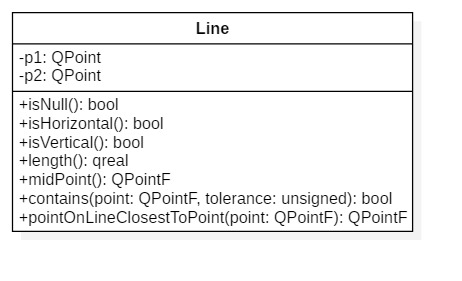 Line
-p1: QPoint
-p2: QPoint
+isNull(): bool
+isHorizontal(): bool
+isVertical(): bool
+length(): qreal
+midPoint(): QPointF
+contains(point: QPointF, tolerance: unsigned): bool
+pointOnLineClosestToPoint(point: QPointF): QPointF